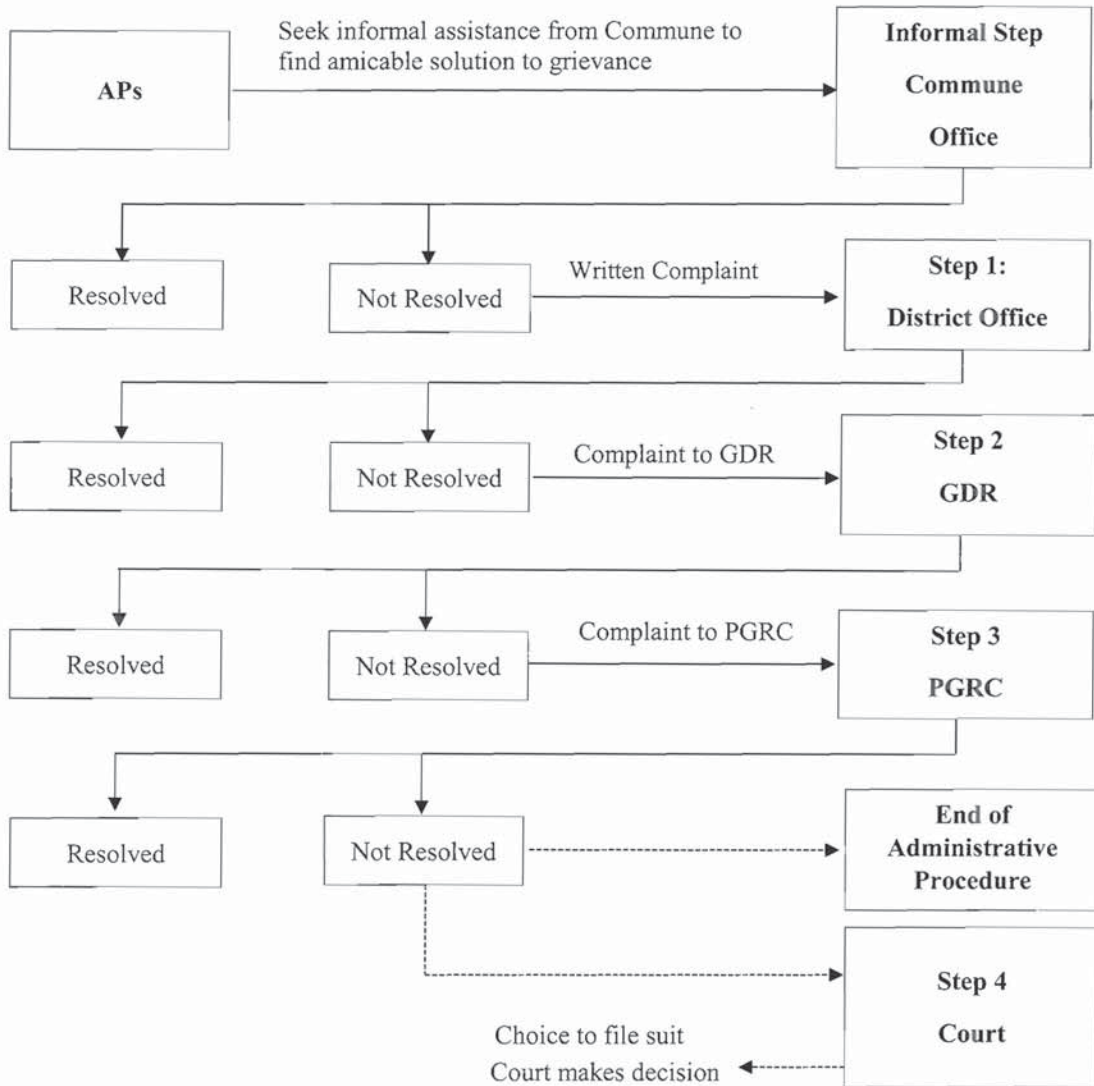 APs
Seek informal assistance from Commune to
find amicable solution to grievance
Informal Step
Commune
Office
Resolved
Not Resolved
Written Complaint
Step 1:
District Office
Resolved
Not Resolved
Complaint to GDR
Step 2
GDR
Resolved
Not Resolved
Complaint to PGRC
Step 3
PGRC
Resolved
Not Resolved
End of
Administrative
Procedure
Step 4
Court
Choice to file suit
Court makes decision